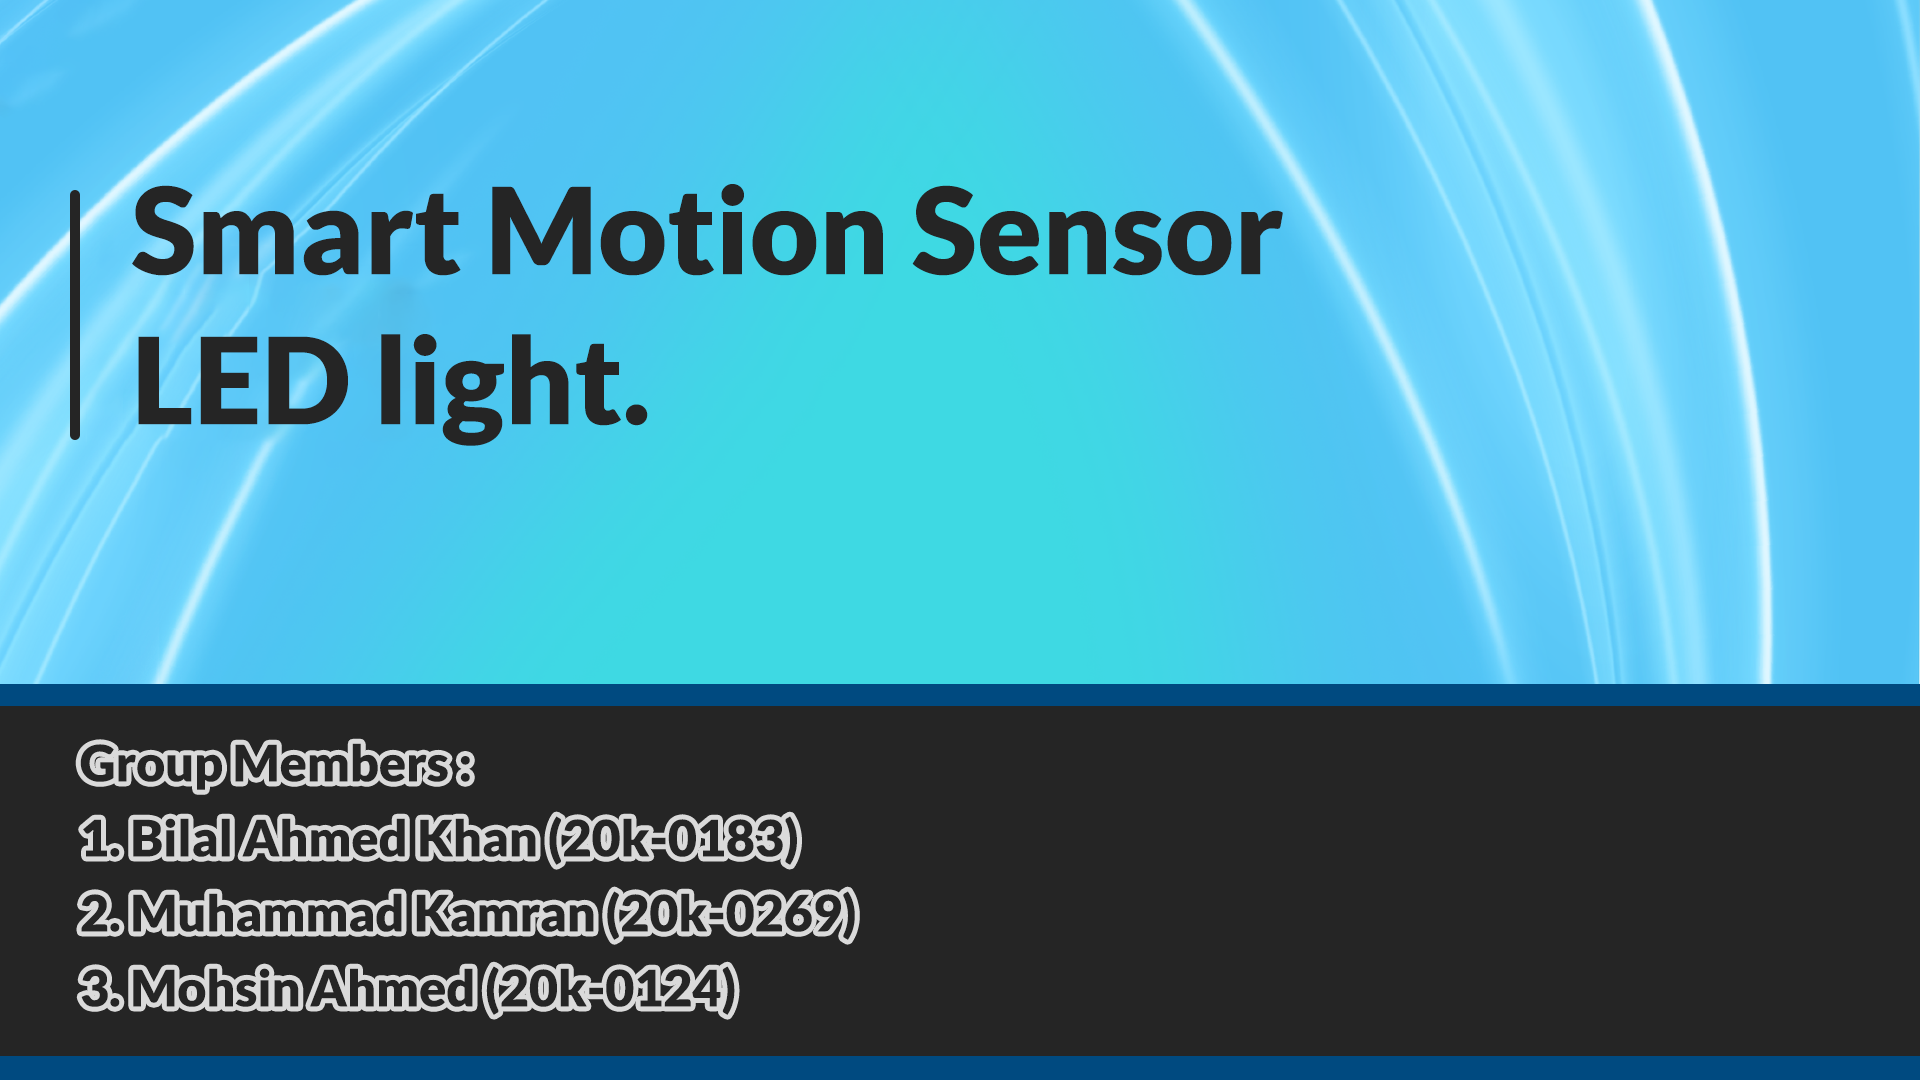 Smart Motion Sensor
LED light.
Group Members :
1. Bilal Ahmed Khan (20k-0183)
2. Muhammad Kamran (20k-0269)
3. Mohsin Ahmed (20k-0124)